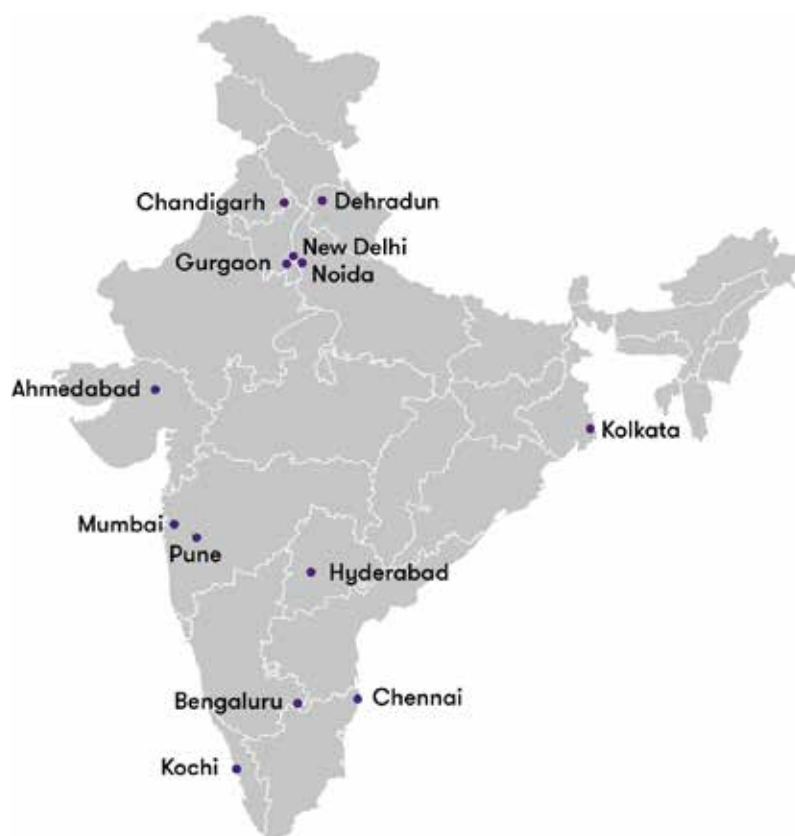 Chandigarh
Dehradun
New Delhi
Gurgaon
Noida
Ahmedabad
Kolkata
Mumbai
Pune
Hyderabad
Bengaluru
Chennai
Kochi